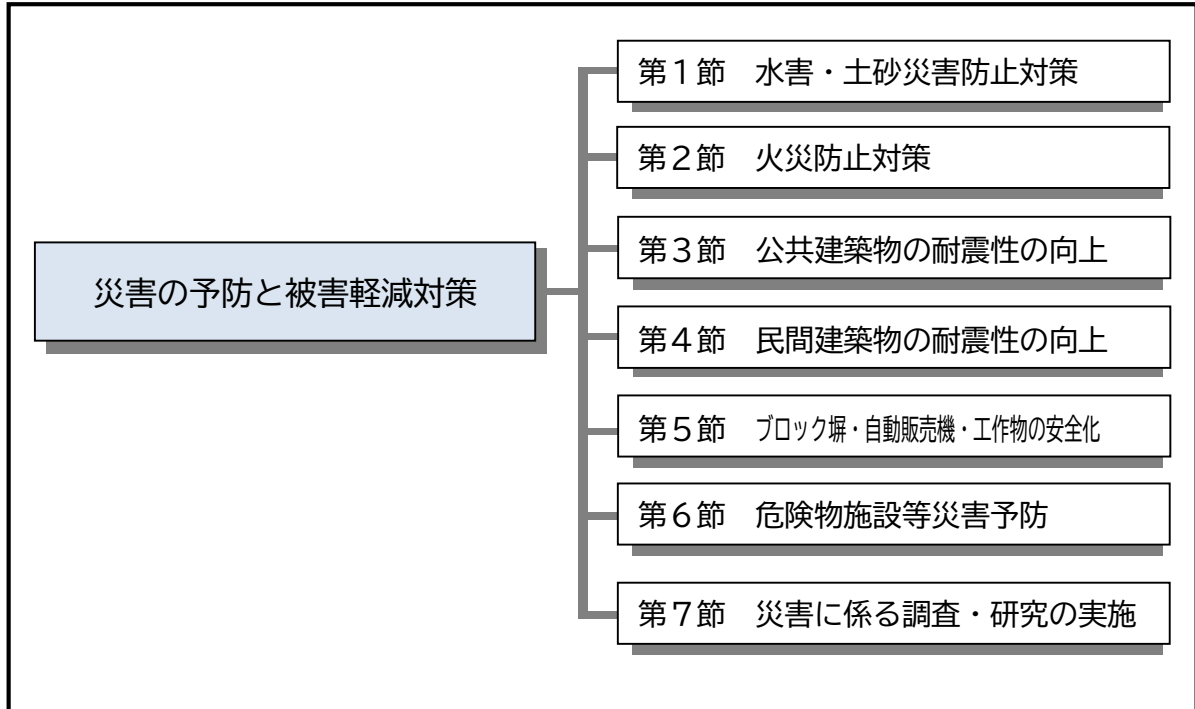 災害の予防と被害軽減対策
第1節　水害・土砂災害防止対策
第2節　火災防止対策
第3節　公共建築物の耐震性の向上
第4節　民間建築物の耐震性の向上
第5節　ブロック塀・自動販売機・工作物の安全化
第6節　危険物施設等災害予防
第7節　災害に係る調査・研究の実施